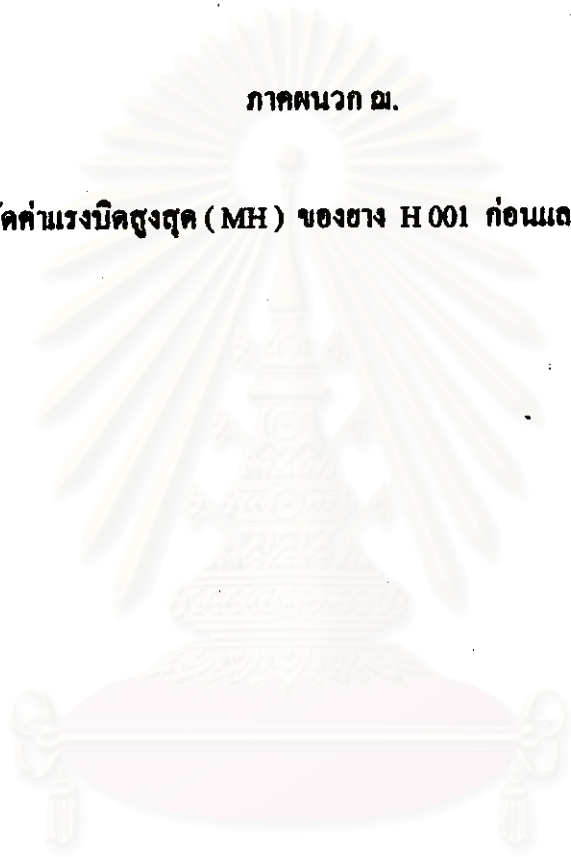 ภาคผนวก ฌ.
ัดค่าแรงบิดสูงสุด ( MH ) ของยาง H 001 ก่อนแล